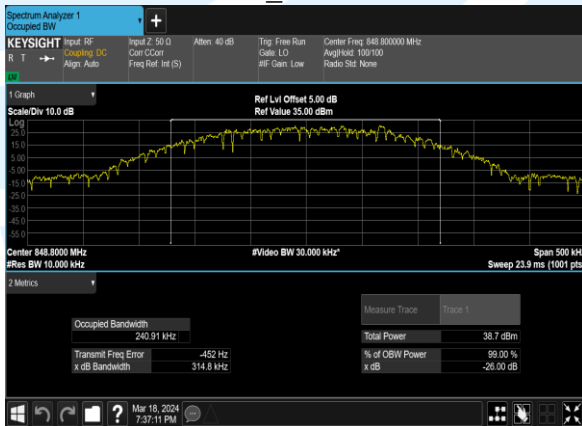 Spectrum Analyzer 1
Occupied BW
KEYSIGHT
R T
Input: RF
Coupling: DC
Align: Auto
Input Z: 50 Ω
Corr CCorr
Freq Ref: Int (S)
Atten: 40 dB
Trig: Free Run
Gate: LO
#IF Gain: Low
Center Freq: 848.800000 MHz
Avg|Hold: 100/100
Radio Std: None
1 Graph
Scale/Div 10.0 dB
Ref Lvl Offset 5.00 dB
Ref Value 35.00 dBm
Log
25.0
15.0
5.00
-5.00
-15.0
-25.0
-35.0
-45.0
-55.0
Center 848.8000 MHz
#Res BW 10.000 kHz
#Video BW 30.000 kHz*
Span 500 kHz
Sweep 23.9 ms (1001 pts
2 Metrics
Occupied Bandwidth
240.91 kHz
Transmit Freq Error -452 Hz
x dB Bandwidth 314.8 kHz
Measure Trace Trace 1
Total Power 38.7 dBm
% of OBW Power 99.00 %
x dB -26.00 dB
?
Mar 18, 2024
7:37:11 PM